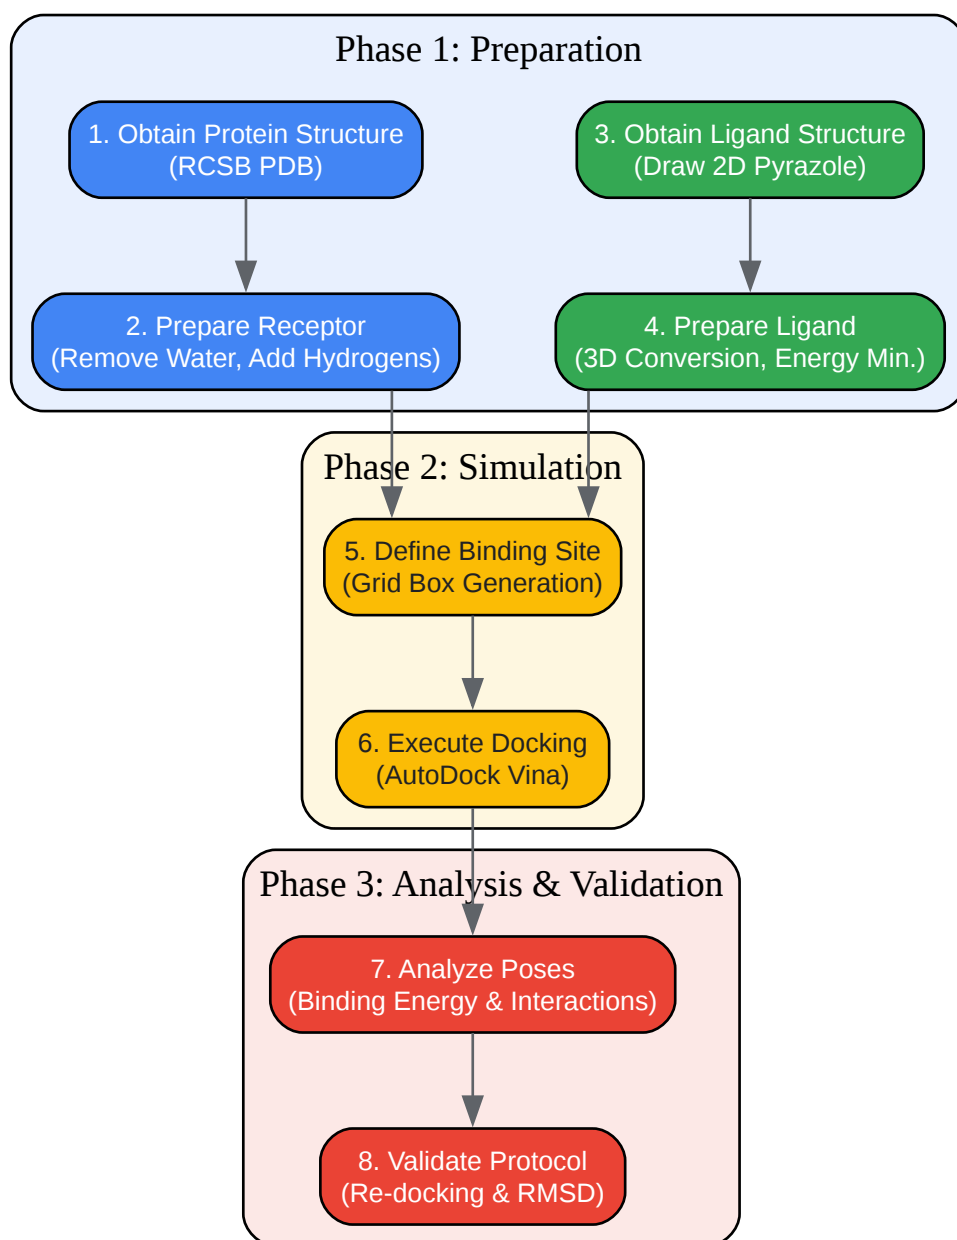 Phase 1: Preparation
1. Obtain Protein Structure
(RCSB PDB)
3. Obtain Ligand Structure
(Draw 2D Pyrazole)
2. Prepare Receptor
(Remove Water, Add Hydrogens)
4. Prepare Ligand
(3D Conversion, Energy Min.)
Phase 2: Simulation
5. Define Binding Site
(Grid Box Generation)
6. Execute Docking
(AutoDock Vina)
Phase 3: Analysis & Validation
7. Analyze Poses
(Binding Energy & Interactions)
8. Validate Protocol
(Re-docking & RMSD)